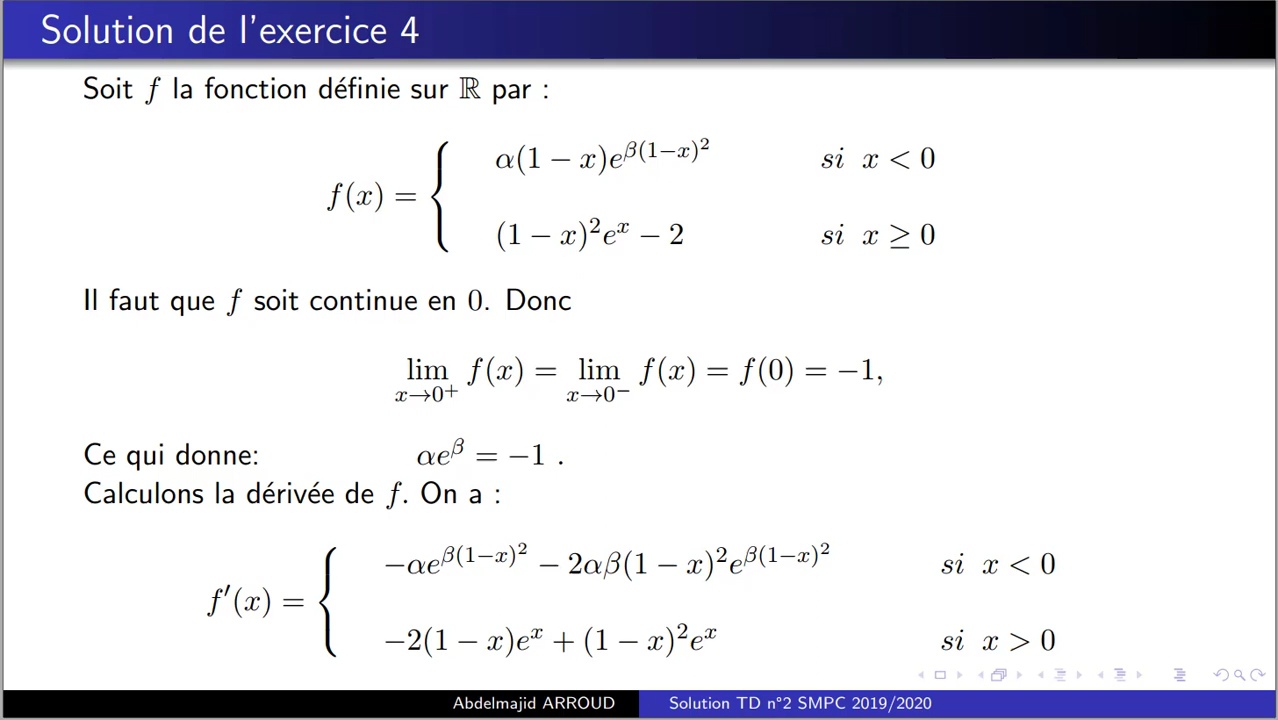 Solution de l'exercice 4
Soit f la fonction définie sur ℝ par :
f(x) = { α(1 − x)e^{β(1−x)^2} si x < 0
(1 − x)^2 e^x − 2 si x ≥ 0
Il faut que f soit continue en 0. Donc
lim_{x→0^+} f(x) = lim_{x→0^−} f(x) = f(0) = −1,
Ce qui donne: αe^β = −1 .
Calculons la dérivée de f. On a :
f′(x) = { −αe^{β(1−x)^2} − 2αβ(1 − x)^2 e^{β(1−x)^2} si x < 0
−2(1 − x)e^x + (1 − x)^2 e^x si x > 0
Abdelmajid ARROUD Solution TD n°2 SMPC 2019/2020